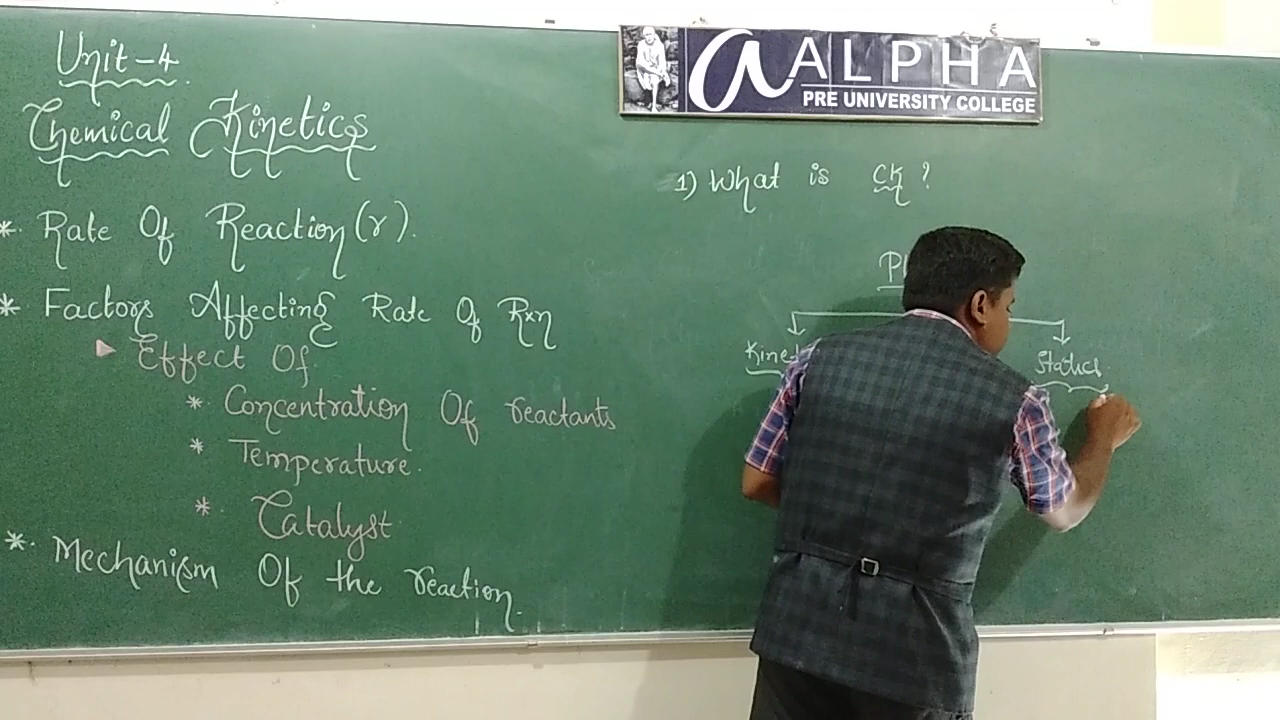 Unit-4
Chemical Kinetics
* Rate Of Reaction (r).
* Factors Affecting Rate Of Rxn
Effect Of
* Concentration Of reactants
* Temperature.
* Catalyst
* Mechanism Of the reaction.
a ALPHA
PRE UNIVERSITY COLLEGE
1) What is CK ?
Statics